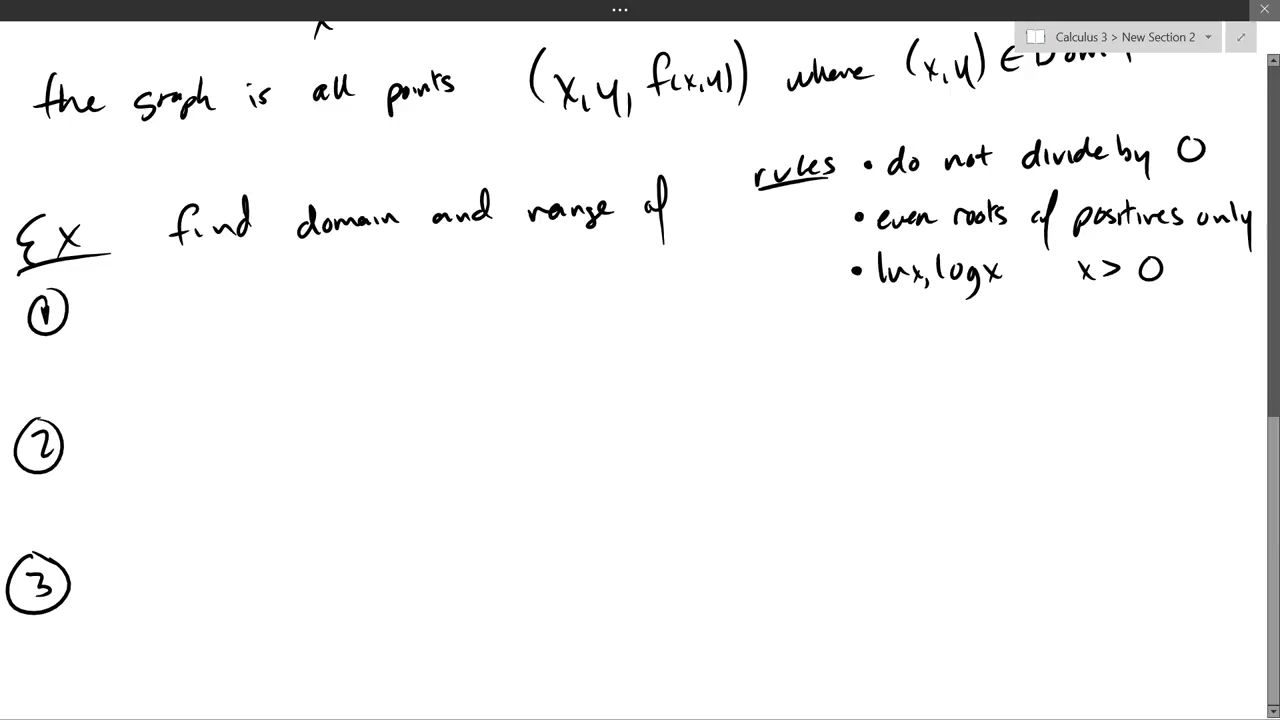 ...
Calculus 3 > New Section 2
the graph is all points (x, y, f(x,y)) where (x,y) ∈ Dom f
rules • do not divide by 0
Ex find domain and range of
• even roots of positives only
• ln x, log x x > 0
①
②
③